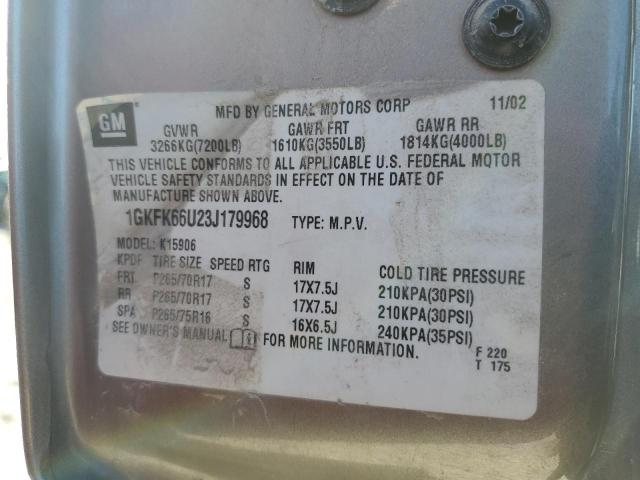 GM
MFD BY GENERAL MOTORS CORP 11/02
GVWR GAWR FRT GAWR RR
3266KG(7200LB) 1610KG(3550LB) 1814KG(4000LB)
THIS VEHICLE CONFORMS TO ALL APPLICABLE U.S. FEDERAL MOTOR
VEHICLE SAFETY STANDARDS IN EFFECT ON THE DATE OF
MANUFACTURE SHOWN ABOVE.
1GKFK66U23J179968 TYPE: M.P.V.
MODEL: K15906
KPDF TIRE SIZE SPEED RTG RIM COLD TIRE PRESSURE
FRT P265/70R17 S 17X7.5J 210KPA(30PSI)
RR P265/70R17 S 17X7.5J 210KPA(30PSI)
SPA P265/75R16 S 16X6.5J 240KPA(35PSI)
SEE OWNER'S MANUAL FOR MORE INFORMATION.
F 220
T 175